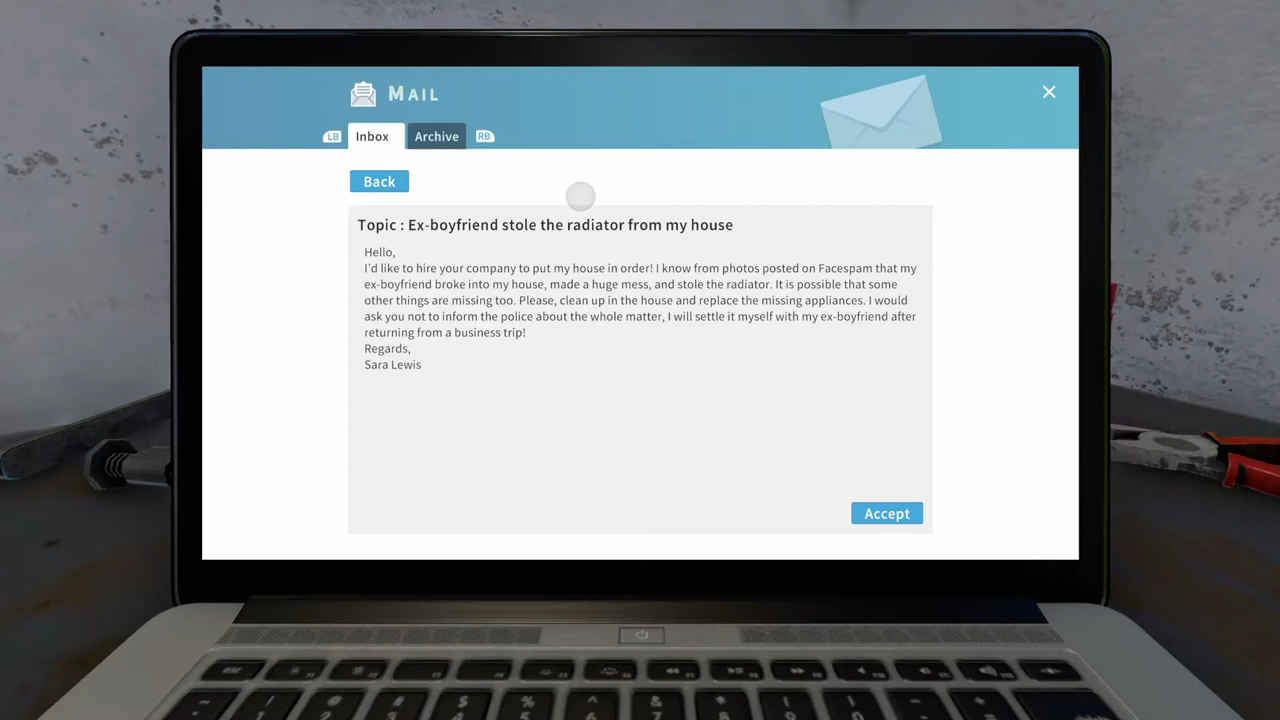 MAIL
LB Inbox Archive RB
Back
Topic : Ex-boyfriend stole the radiator from my house
Hello,
I'd like to hire your company to put my house in order! I know from photos posted on Facespam that my
ex-boyfriend broke into my house, made a huge mess, and stole the radiator. It is possible that some
other things are missing too. Please, clean up in the house and replace the missing appliances. I would
ask you not to inform the police about the whole matter, I will settle it myself with my ex-boyfriend after
returning from a business trip!
Regards,
Sara Lewis
Accept